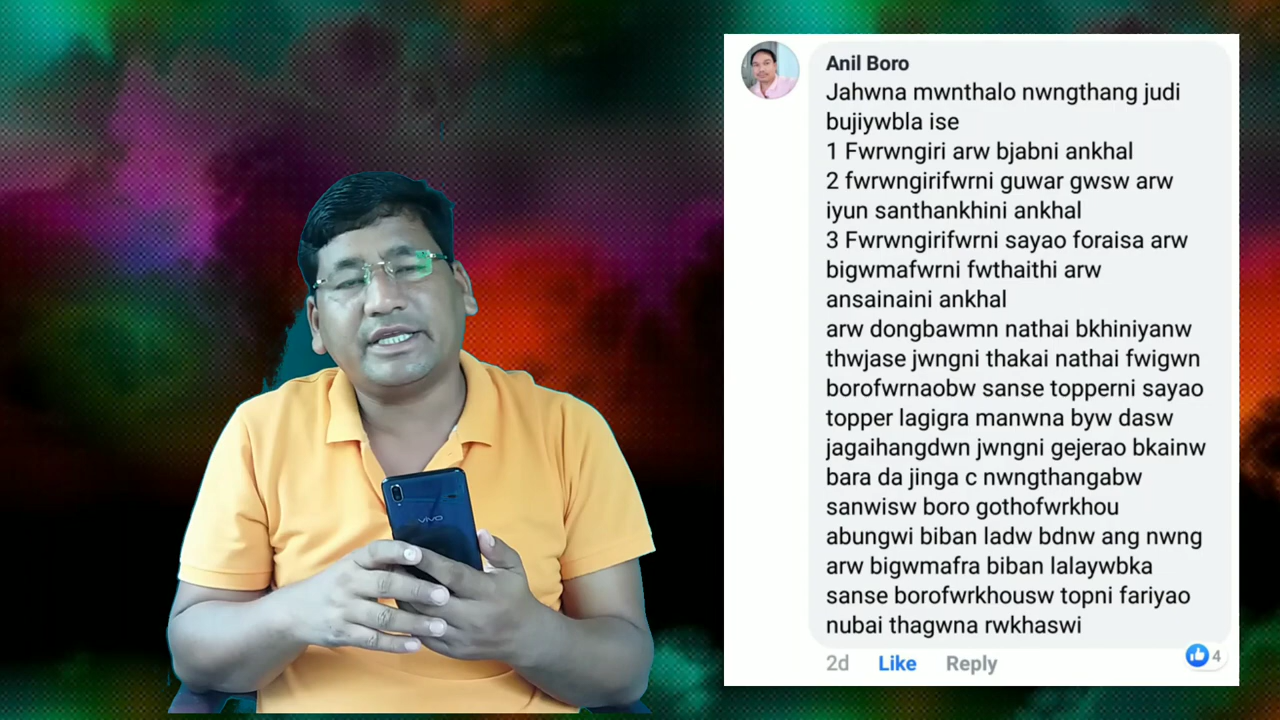 Anil Boro
Jahwna mwnthalo nwngthang judi
bujiywbla ise
1 Fwrwngiri arw bjabni ankhal
2 fwrwngirifwrni guwar gwsw arw
iyun santhankhini ankhal
3 Fwrwngirifwrni sayao foraisa arw
bigwmafwrni fwthaithi arw
ansainaini ankhal
arw dongbawmn nathai bkhiniyanw
thwjase jwngni thakai nathai fwigwn
borofwrnaobw sanse topperni sayao
topper lagigra manwna byw dasw
jagaihangdwn jwngni gejerao bkainw
bara da jinga c nwngthangabw
sanwisw boro gothofwrkhou
abungwi biban ladw bdnw ang nwng
arw bigwmafra biban lalaywbka
sanse borofwrkhousw topni fariyao
nubai thagwna rwkhaswi
2d Like Reply 4
vivo